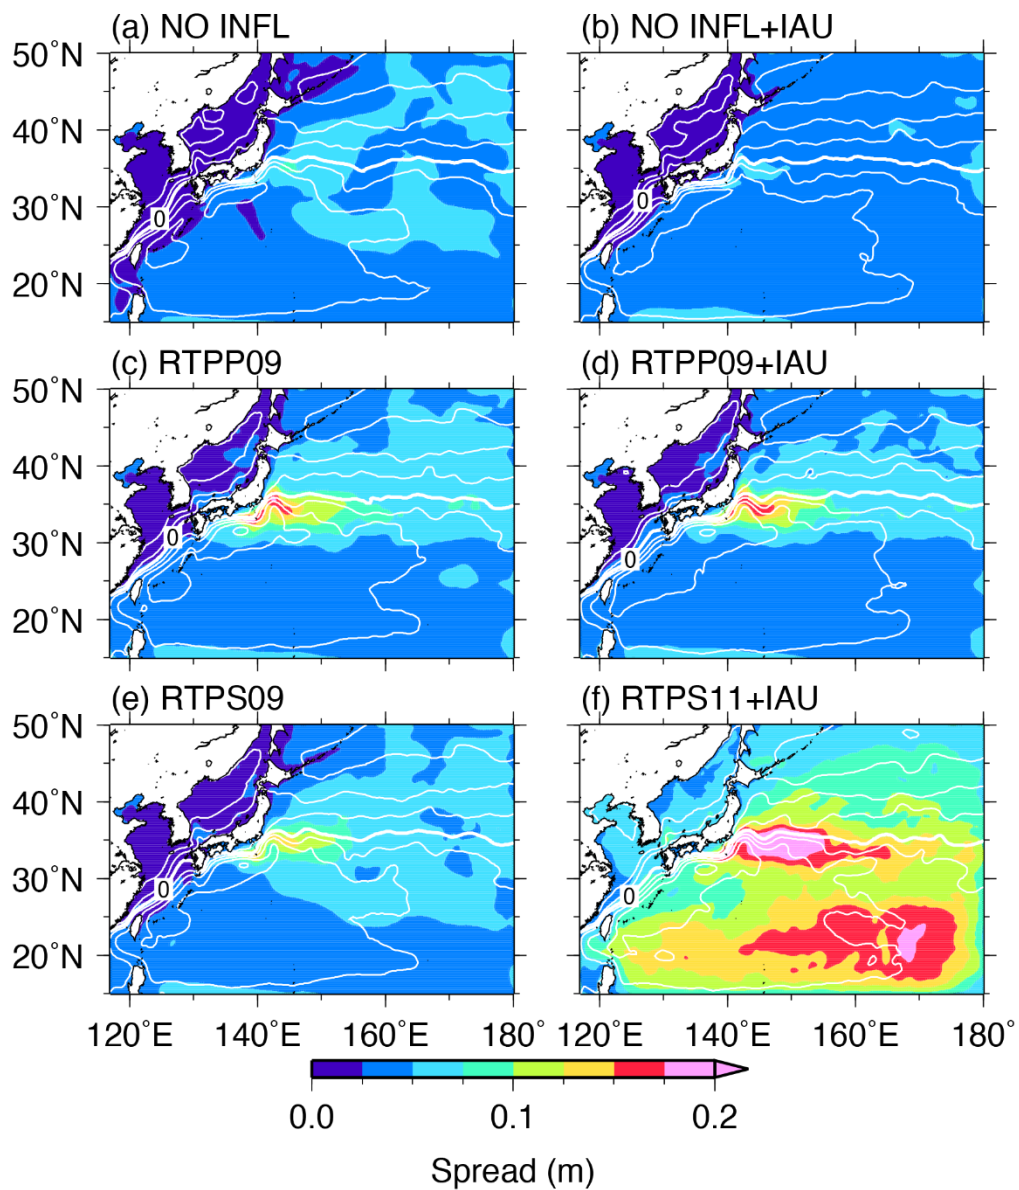 (a) NO INFL
(b) NO INFL+IAU
50˚N
40˚N
30˚N
20˚N
0
0
(c) RTPP09
(d) RTPP09+IAU
50˚N
40˚N
30˚N
20˚N
0
0
(e) RTPS09
(f) RTPS11+IAU
50˚N
40˚N
30˚N
20˚N
0
0
120˚E 140˚E 160˚E 180˚
120˚E 140˚E 160˚E 180˚
0.0 0.1 0.2
Spread (m)